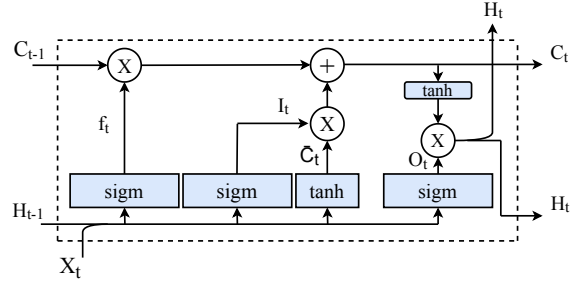 H_t
C_{t-1}
X
+
C_t
tanh
f_t
I_t
X
X
C̄_t
O_t
sigm
sigm
tanh
sigm
H_{t-1}
H_t
X_t